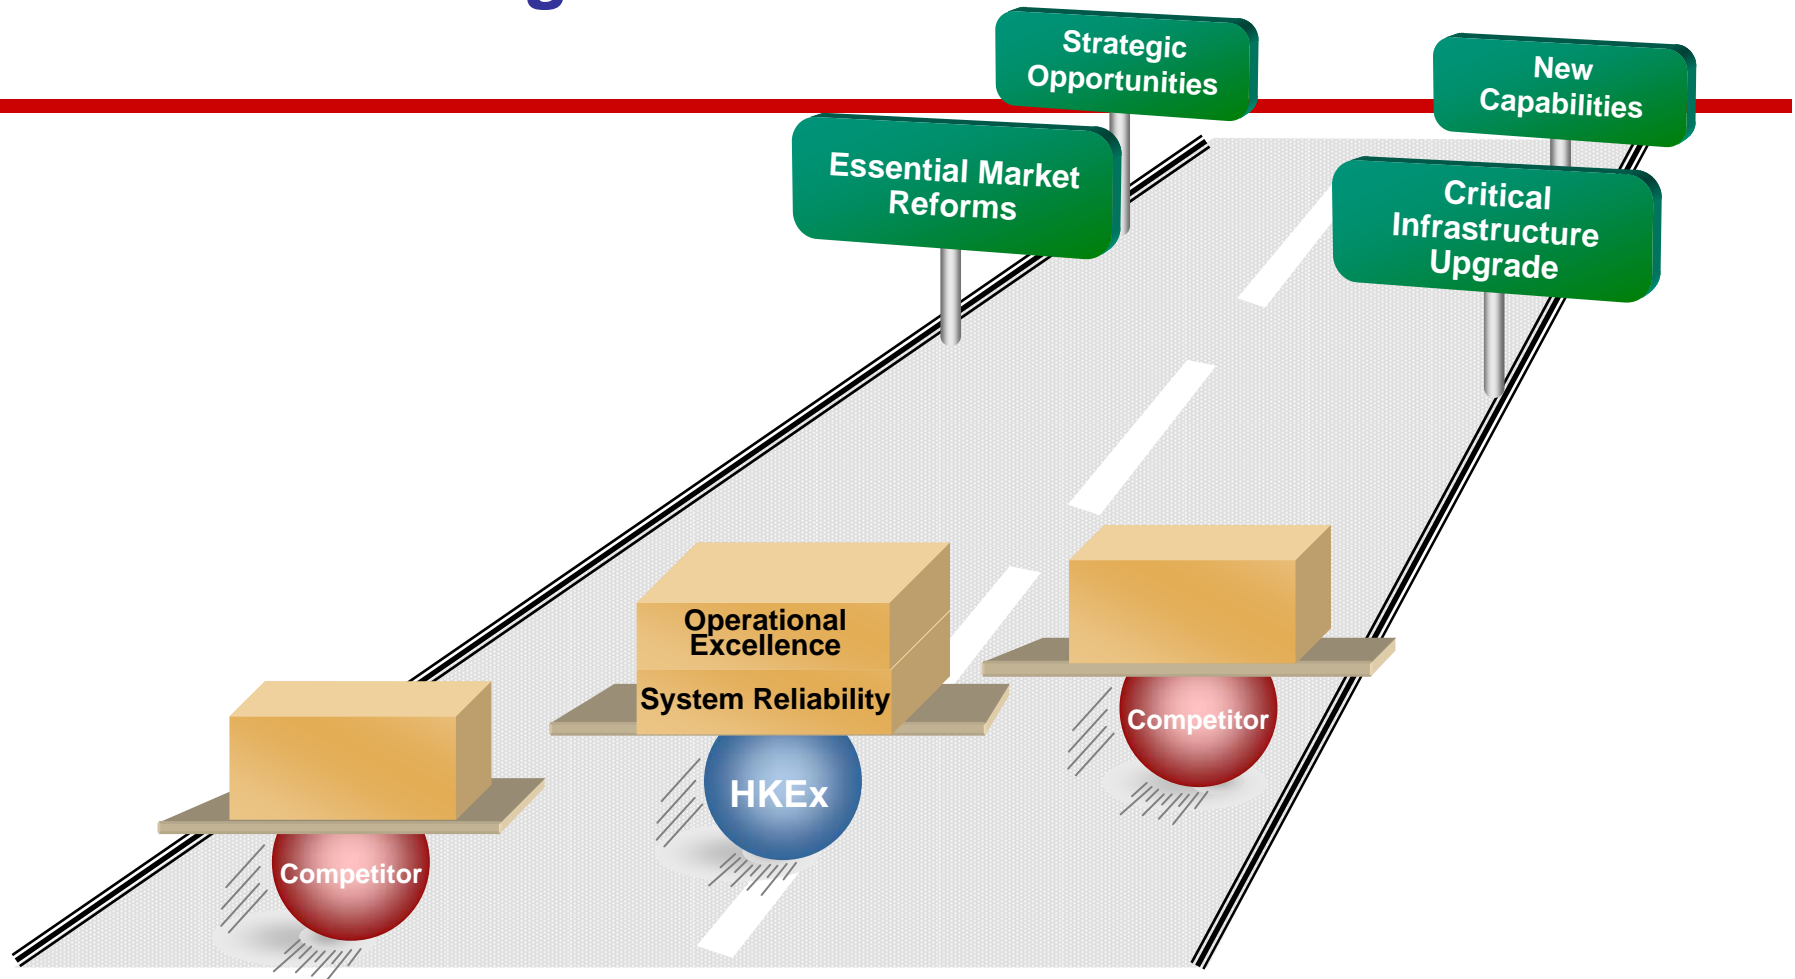 Strategic
Opportunities
New
Capabilities
Essential Market
Reforms
Critical
Infrastructure
Upgrade
Operational
Excellence
System Reliability
Competitor
HKEx
Competitor